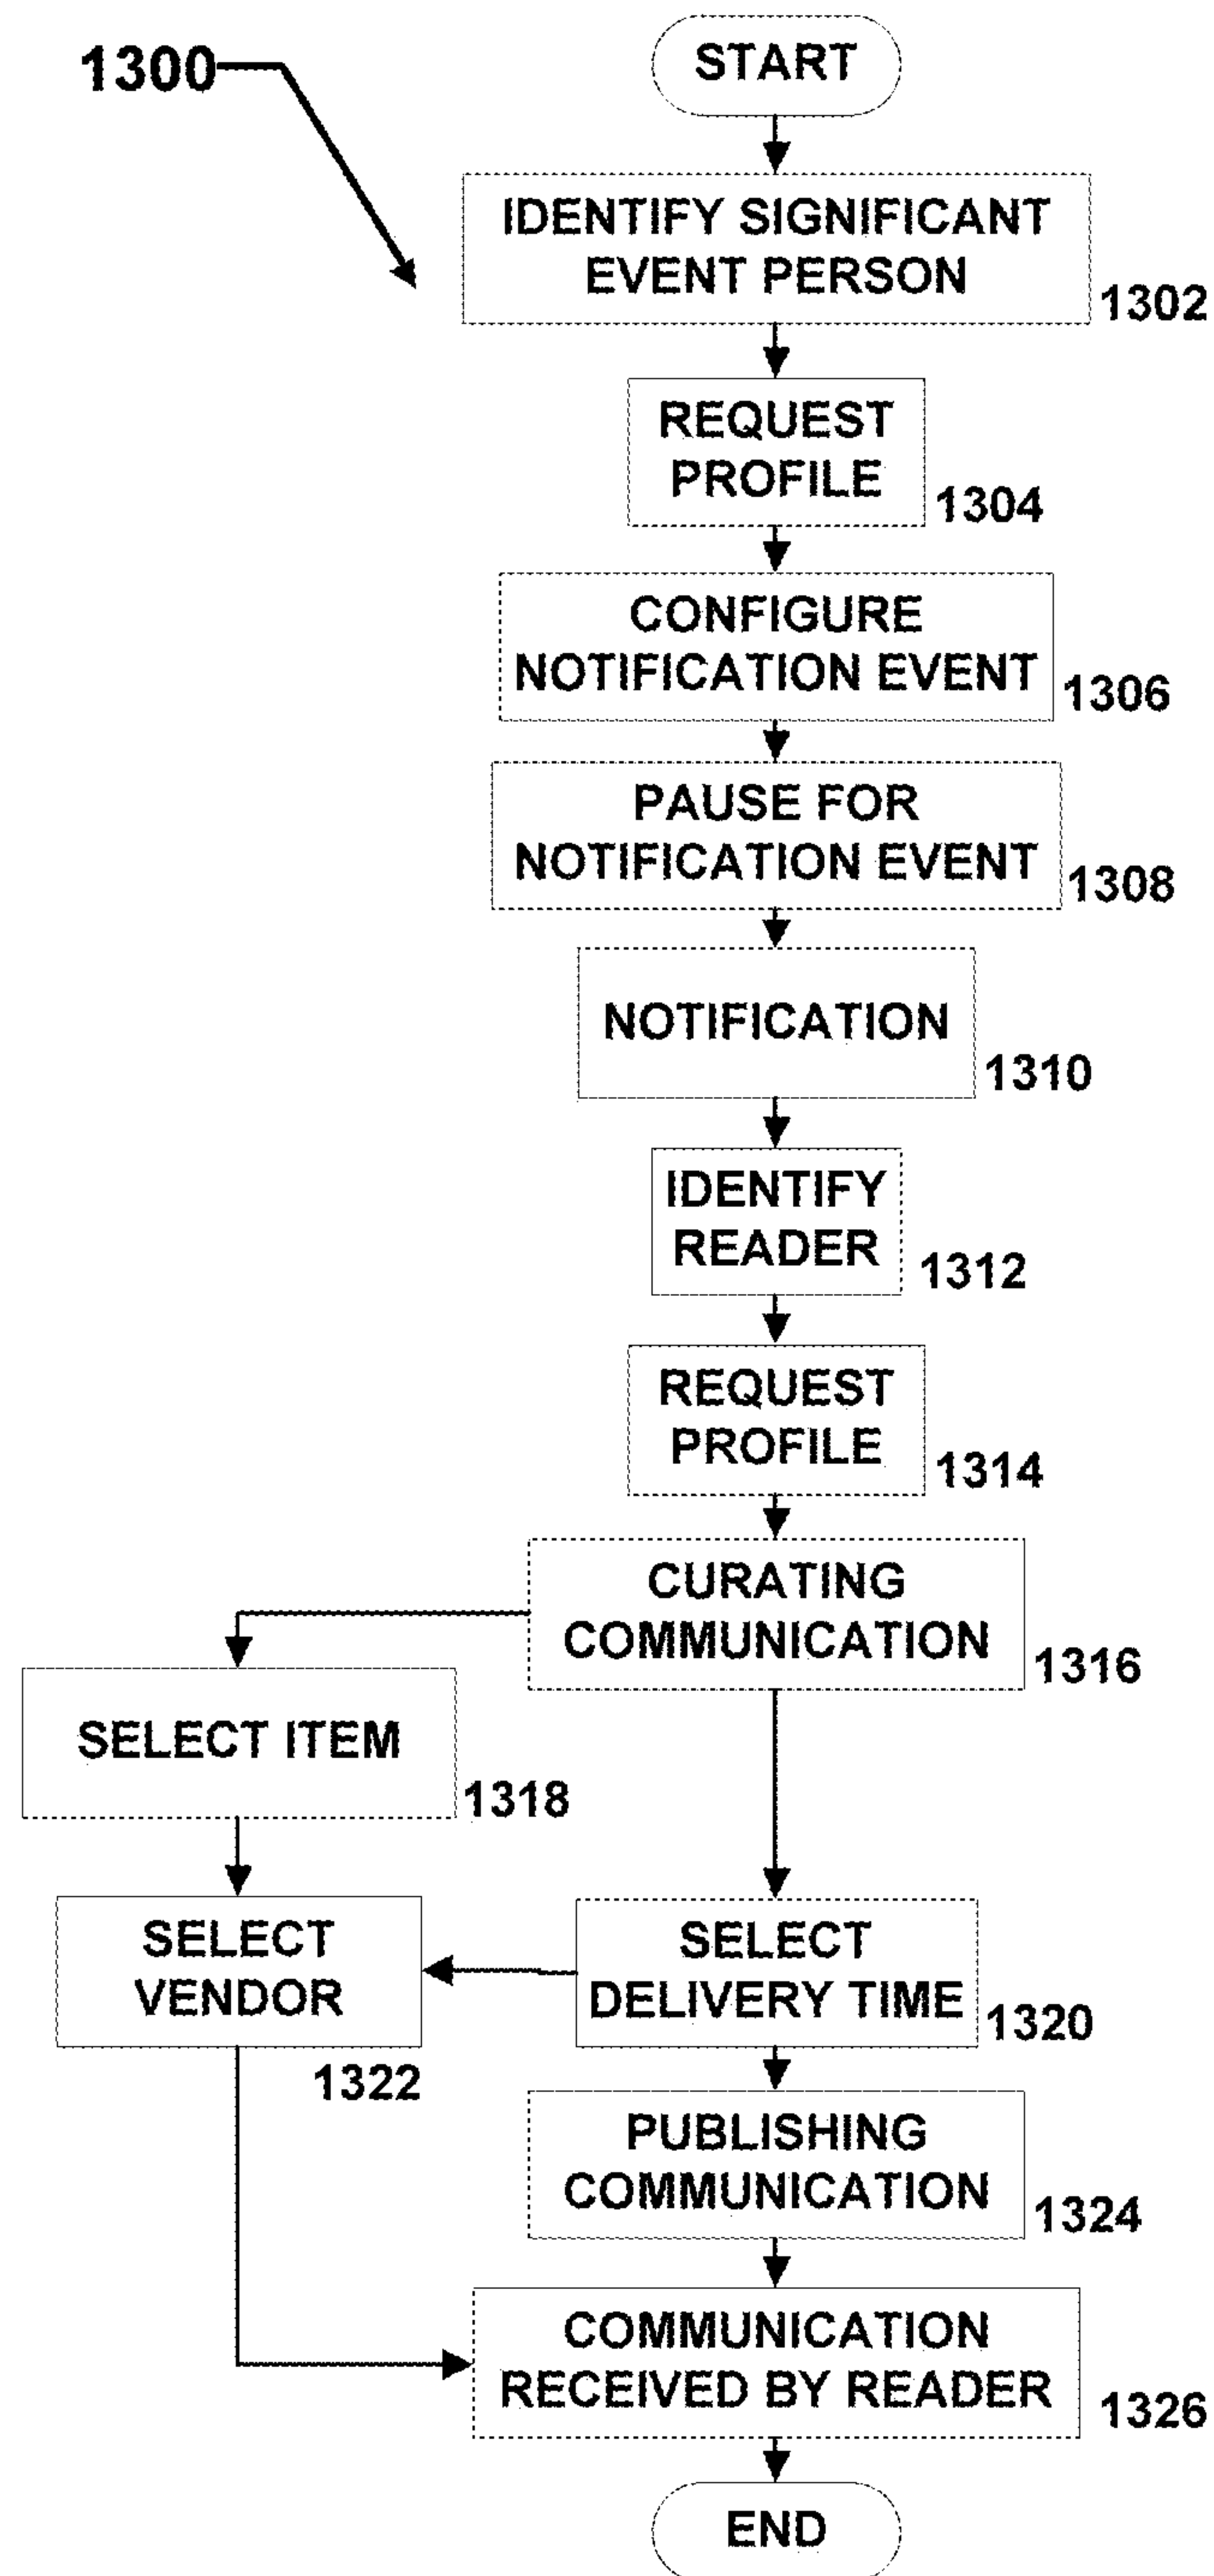 1300
START
IDENTIFY SIGNIFICANT
EVENT PERSON
1302
REQUEST
PROFILE
1304
CONFIGURE
NOTIFICATION EVENT
1306
PAUSE FOR
NOTIFICATION EVENT
1308
NOTIFICATION
1310
IDENTIFY
READER
1312
REQUEST
PROFILE
1314
CURATING
COMMUNICATION
1316
SELECT ITEM
1318
SELECT
VENDOR
1322
SELECT
DELIVERY TIME
1320
PUBLISHING
COMMUNICATION
1324
COMMUNICATION
RECEIVED BY READER
1326
END